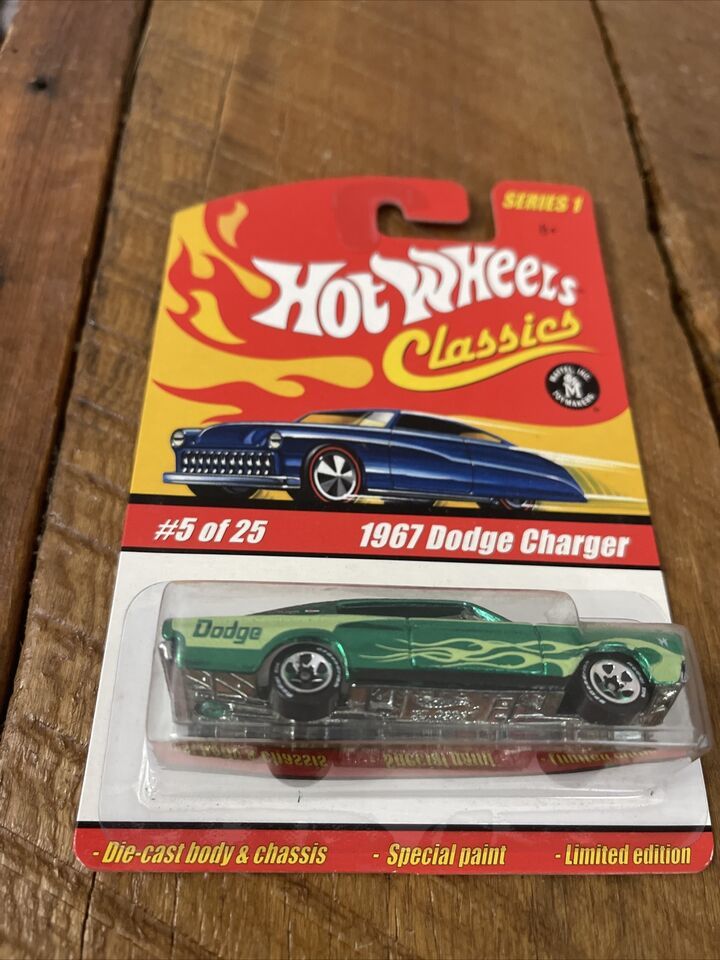 SERIES 1
Hot Wheels
Classics
MATTEL, INC.
M
TOYMAKERS
#5 of 25
1967 Dodge Charger
Dodge
- Die-cast body & chassis - Special paint - Limited edition